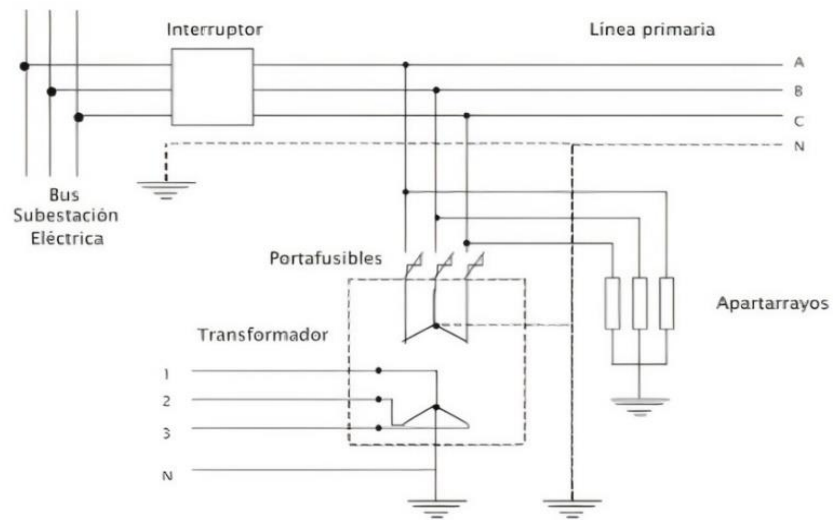 Interruptor
Línea primaria
A
B
C
N
Bus
Subestación
Eléctrica
Portafusibles
Apartarrayos
Transformador
1
2
3
N